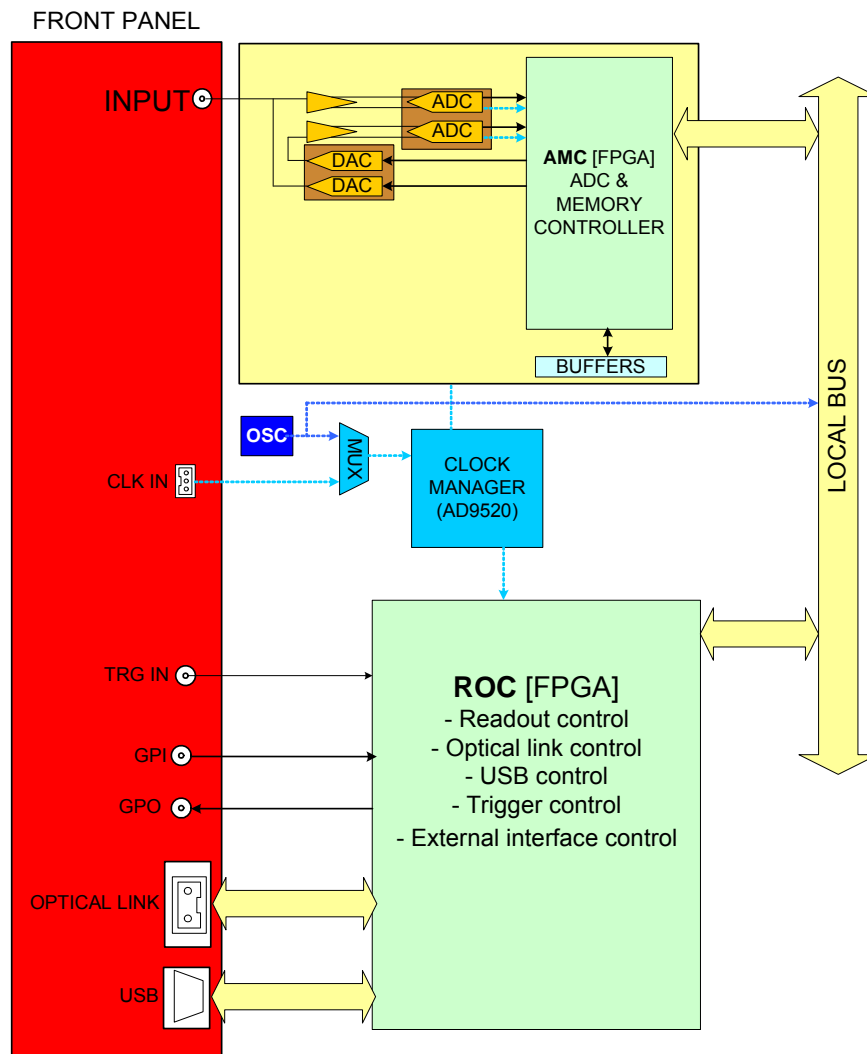 FRONT PANEL
INPUT
ADC
ADC
DAC
DAC
AMC [FPGA]
ADC &
MEMORY
CONTROLLER
BUFFERS
LOCAL BUS
OSC
MUX
CLK IN
CLOCK
MANAGER
(AD9520)
TRG IN
GPI
GPO
OPTICAL LINK
USB
ROC [FPGA]
- Readout control
- Optical link control
- USB control
- Trigger control
- External interface control